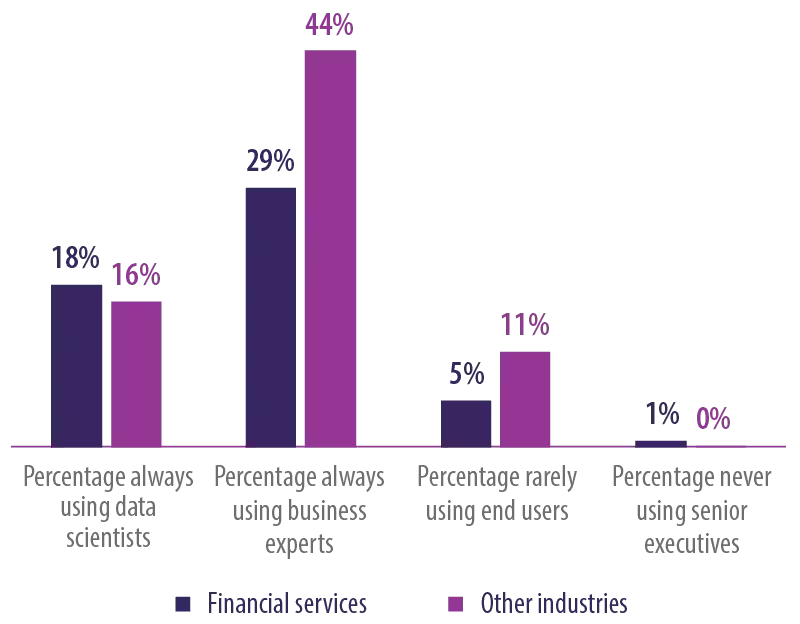 44%
29%
18%
16%
11%
5%
1%
0%
Percentage always
using data
scientists
Percentage always
using business
experts
Percentage rarely
using end users
Percentage never
using senior
executives
Financial services
Other industries